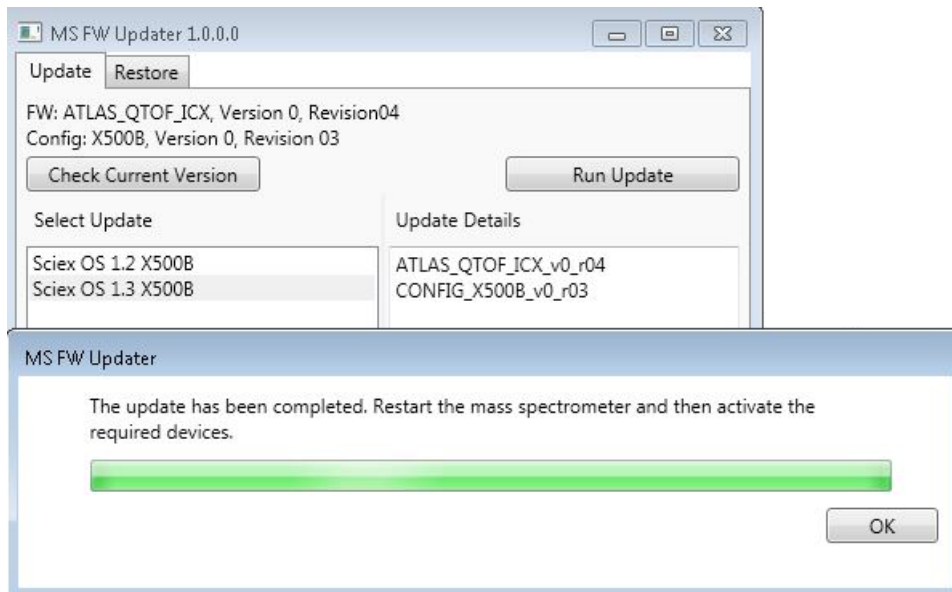 MS FW Updater 1.0.0.0
Update Restore
FW: ATLAS_QTOF_ICX, Version 0, Revision04
Config: X500B, Version 0, Revision 03
Check Current Version Run Update
Select Update Update Details
Sciex OS 1.2 X500B ATLAS_QTOF_ICX_v0_r04
Sciex OS 1.3 X500B CONFIG_X500B_v0_r03
MS FW Updater
The update has been completed. Restart the mass spectrometer and then activate the
required devices.
OK